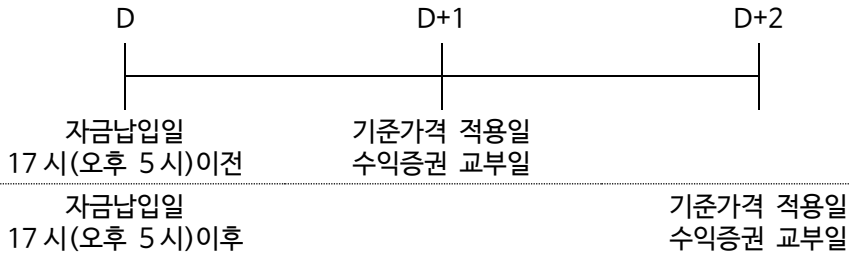 D D+1 D+2
자금납입일 기준가격 적용일
17시(오후 5시)이전 수익증권 교부일
자금납입일 기준가격 적용일
17시(오후 5시)이후 수익증권 교부일